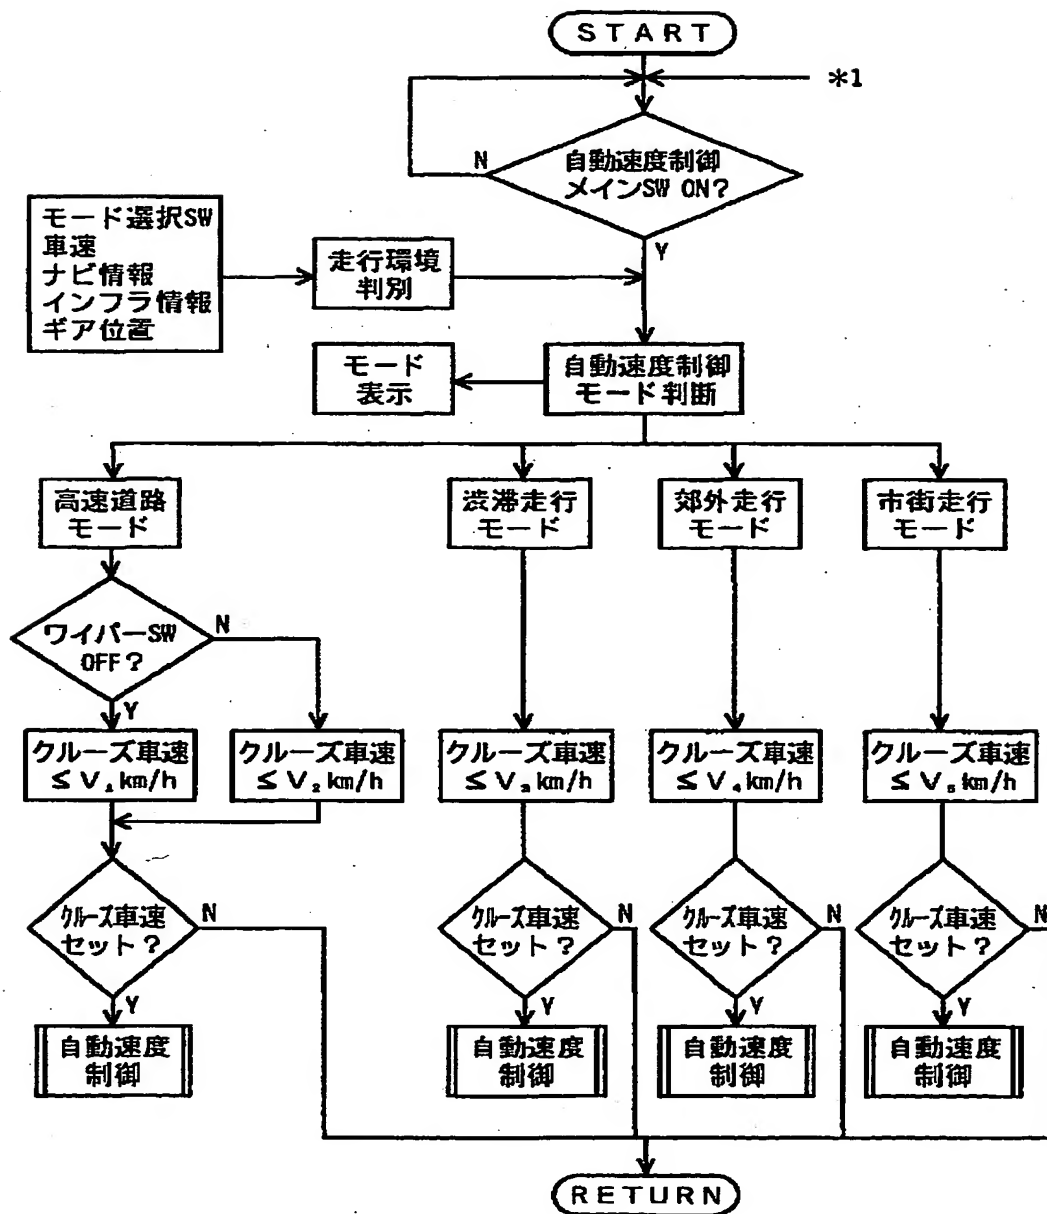 START
*1
自動速度制御
メインSW ON?
N
Y
モード選択SW
車速
ナビ情報
インフラ情報
ギア位置
走行環境
判別
モード
表示
自動速度制御
モード判断
高速道路
モード
渋滞走行
モード
郊外走行
モード
市街走行
モード
ワイパーSW
OFF?
N
Y
クルーズ車速
≦V₁km/h
クルーズ車速
≦V₂km/h
クルーズ車速
≦V₃km/h
クルーズ車速
≦V₄km/h
クルーズ車速
≦V₅km/h
クルーズ車速
セット?
N
Y
クルーズ車速
セット?
N
Y
クルーズ車速
セット?
N
Y
クルーズ車速
セット?
N
Y
自動速度
制御
自動速度
制御
自動速度
制御
自動速度
制御
RETURN